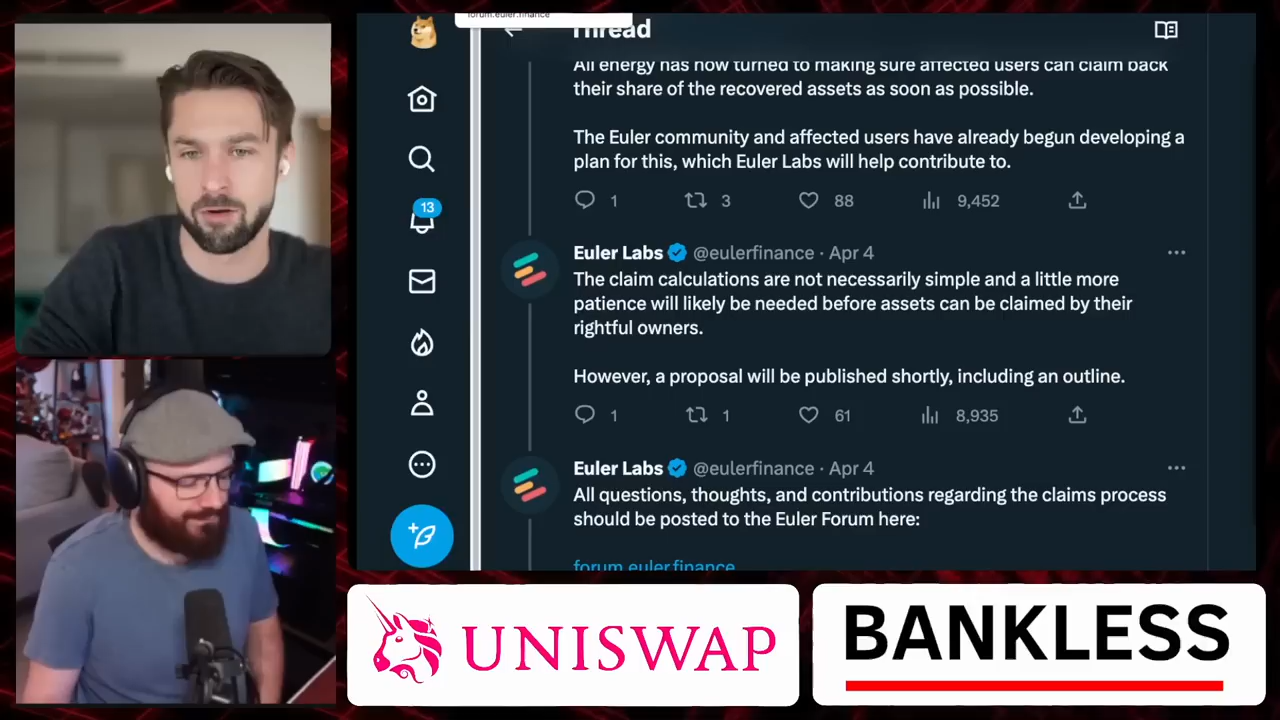 forum.euler.finance
Thread
All energy has now turned to making sure affected users can claim back
their share of the recovered assets as soon as possible.
The Euler community and affected users have already begun developing a
plan for this, which Euler Labs will help contribute to.
1 3 88 9,452
13
Euler Labs @eulerfinance · Apr 4
The claim calculations are not necessarily simple and a little more
patience will likely be needed before assets can be claimed by their
rightful owners.
However, a proposal will be published shortly, including an outline.
1 1 61 8,935
Euler Labs @eulerfinance · Apr 4
All questions, thoughts, and contributions regarding the claims process
should be posted to the Euler Forum here:
forum.euler.finance
UNISWAP
BANKLESS